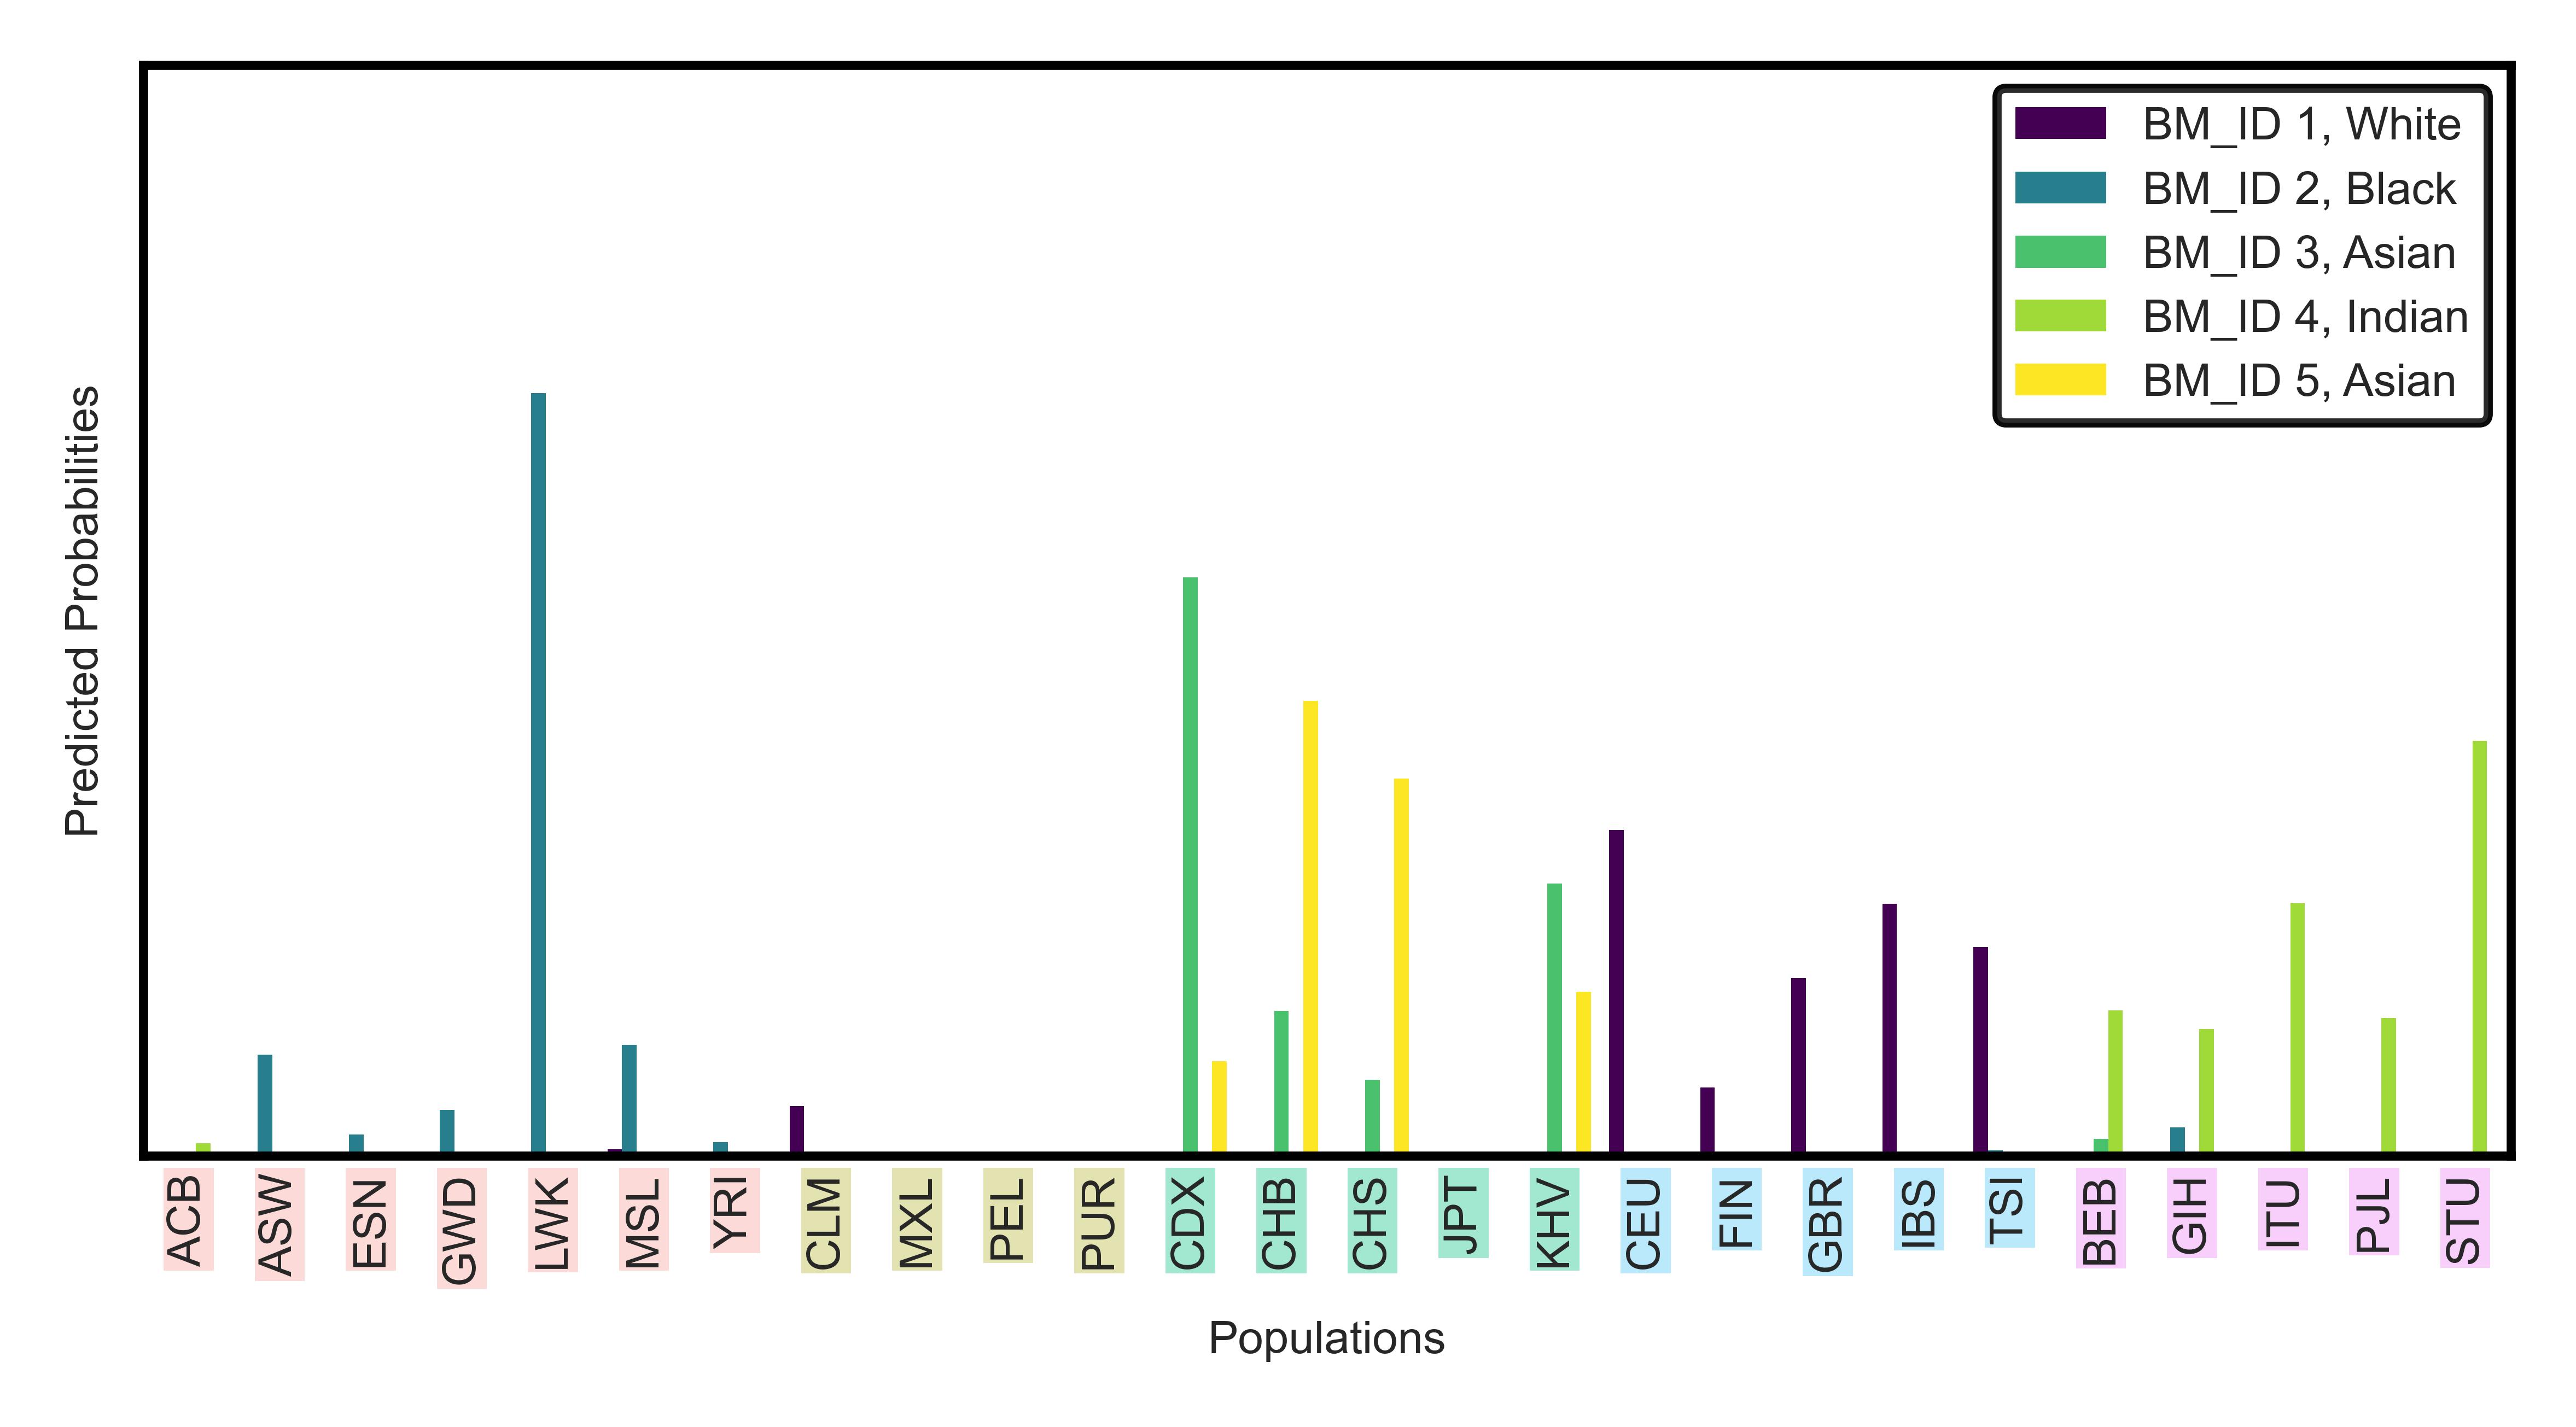 BM_ID 1, White
BM_ID 2, Black
BM_ID 3, Asian
BM_ID 4, Indian
BM_ID 5, Asian
Predicted Probabilities
ACB
ASW
ESN
GWD
LWK
MSL
YRI
CLM
MXL
PEL
PUR
CDX
CHB
CHS
JPT
KHV
CEU
FIN
GBR
IBS
TSI
BEB
GIH
ITU
PJL
STU
Populations